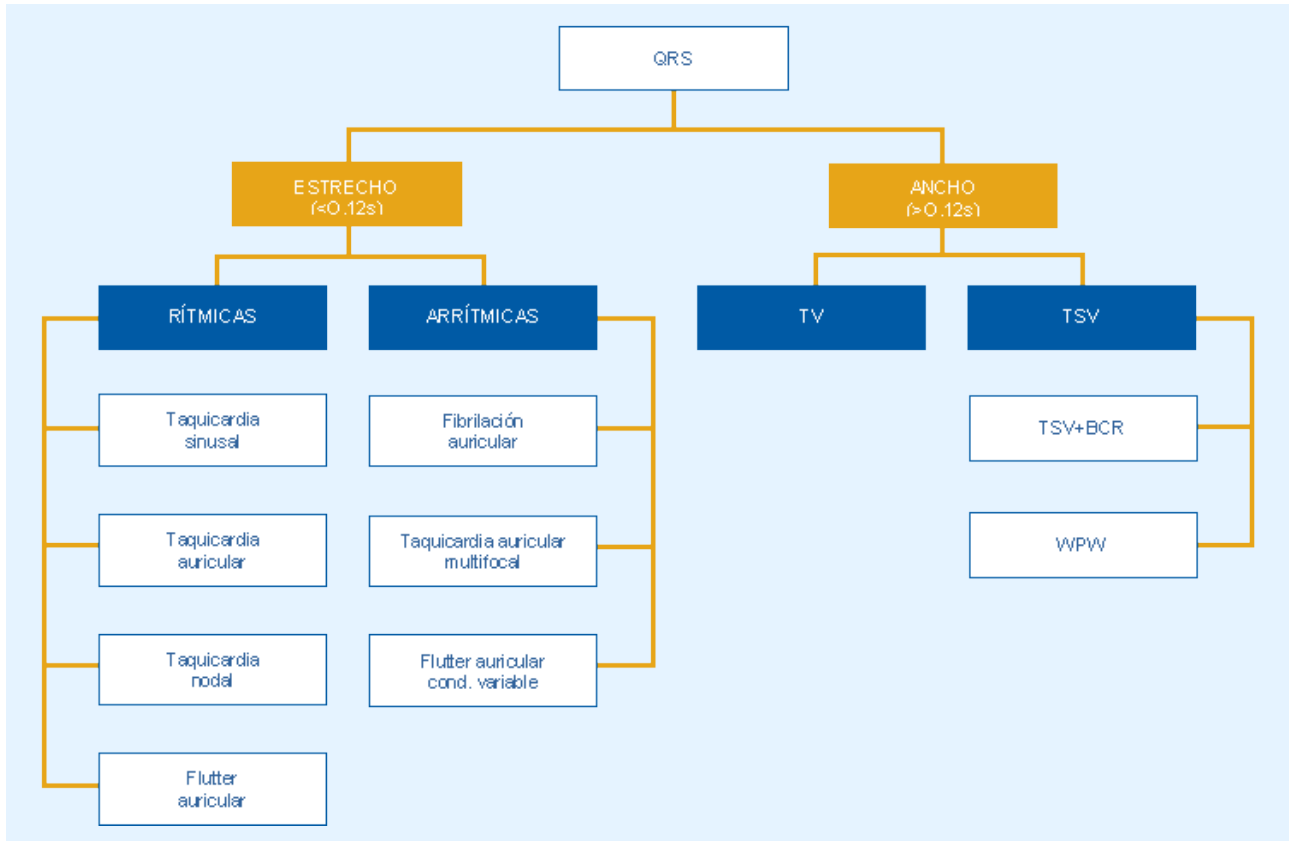 QRS
ESTRECHO
(<0.12s)
ANCHO
(>0.12s)
RÍTMICAS
ARRÍTMICAS
TV
TSV
Taquicardia
sinusal
Fibrilación
auricular
TSV+BCR
Taquicardia
auricular
Taquicardia auricular
multifocal
WPW
Taquicardia
nodal
Flutter auricular
cond. variable
Flutter
auricular